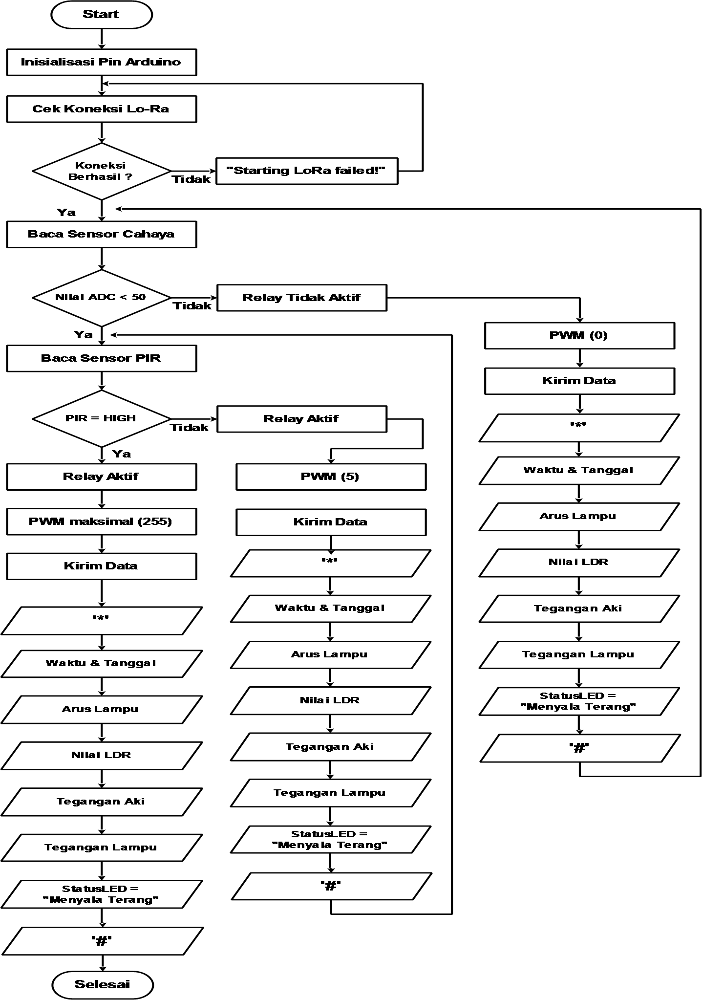 Start
Inisialisasi Pin Arduino
Cek Koneksi Lo-Ra
Koneksi
Berhasil ?
Tidak
"Starting LoRa failed!"
Ya
Baca Sensor Cahaya
Nilai ADC < 50
Tidak
Relay Tidak Aktif
Ya
Baca Sensor PIR
PIR = HIGH
Tidak
Relay Aktif
Ya
Relay Aktif
PWM maksimal (255)
Kirim Data
'*'
Waktu & Tanggal
Arus Lampu
Nilai LDR
Tegangan Aki
Tegangan Lampu
StatusLED =
"Menyala Terang"
'#'
Selesai
PWM (5)
Kirim Data
'*'
Waktu & Tanggal
Arus Lampu
Nilai LDR
Tegangan Aki
Tegangan Lampu
StatusLED =
"Menyala Terang"
'#'
PWM (0)
Kirim Data
'*'
Waktu & Tanggal
Arus Lampu
Nilai LDR
Tegangan Aki
Tegangan Lampu
StatusLED =
"Menyala Terang"
'#'